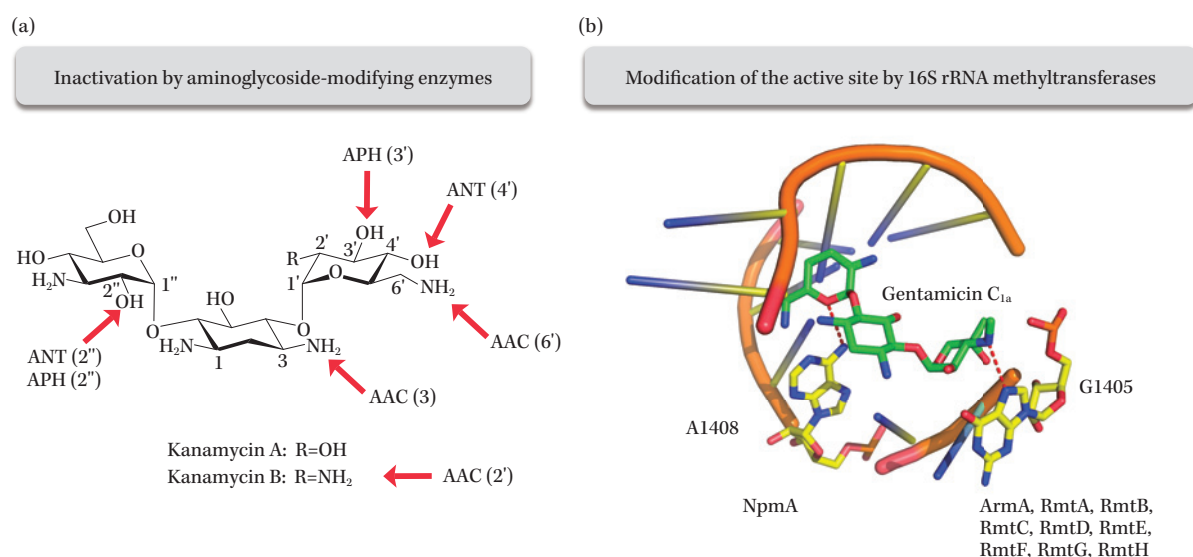 (a)
Inactivation by aminoglycoside-modifying enzymes
APH (3')
ANT (4')
OH
OH
2'
3'
4'
HO
O
R
OH
H₂N
1''
1'
O
6'
2''
OH
HO
NH₂
O
O
ANT (2'')
APH (2'')
H₂N
1
3
NH₂
AAC (6')
AAC (3)
Kanamycin A: R=OH
Kanamycin B: R=NH₂
AAC (2')
(b)
Modification of the active site by 16S rRNA methyltransferases
Gentamicin C₁ₐ
G1405
A1408
NpmA
ArmA, RmtA, RmtB,
RmtC, RmtD, RmtE,
RmtF, RmtG, RmtH